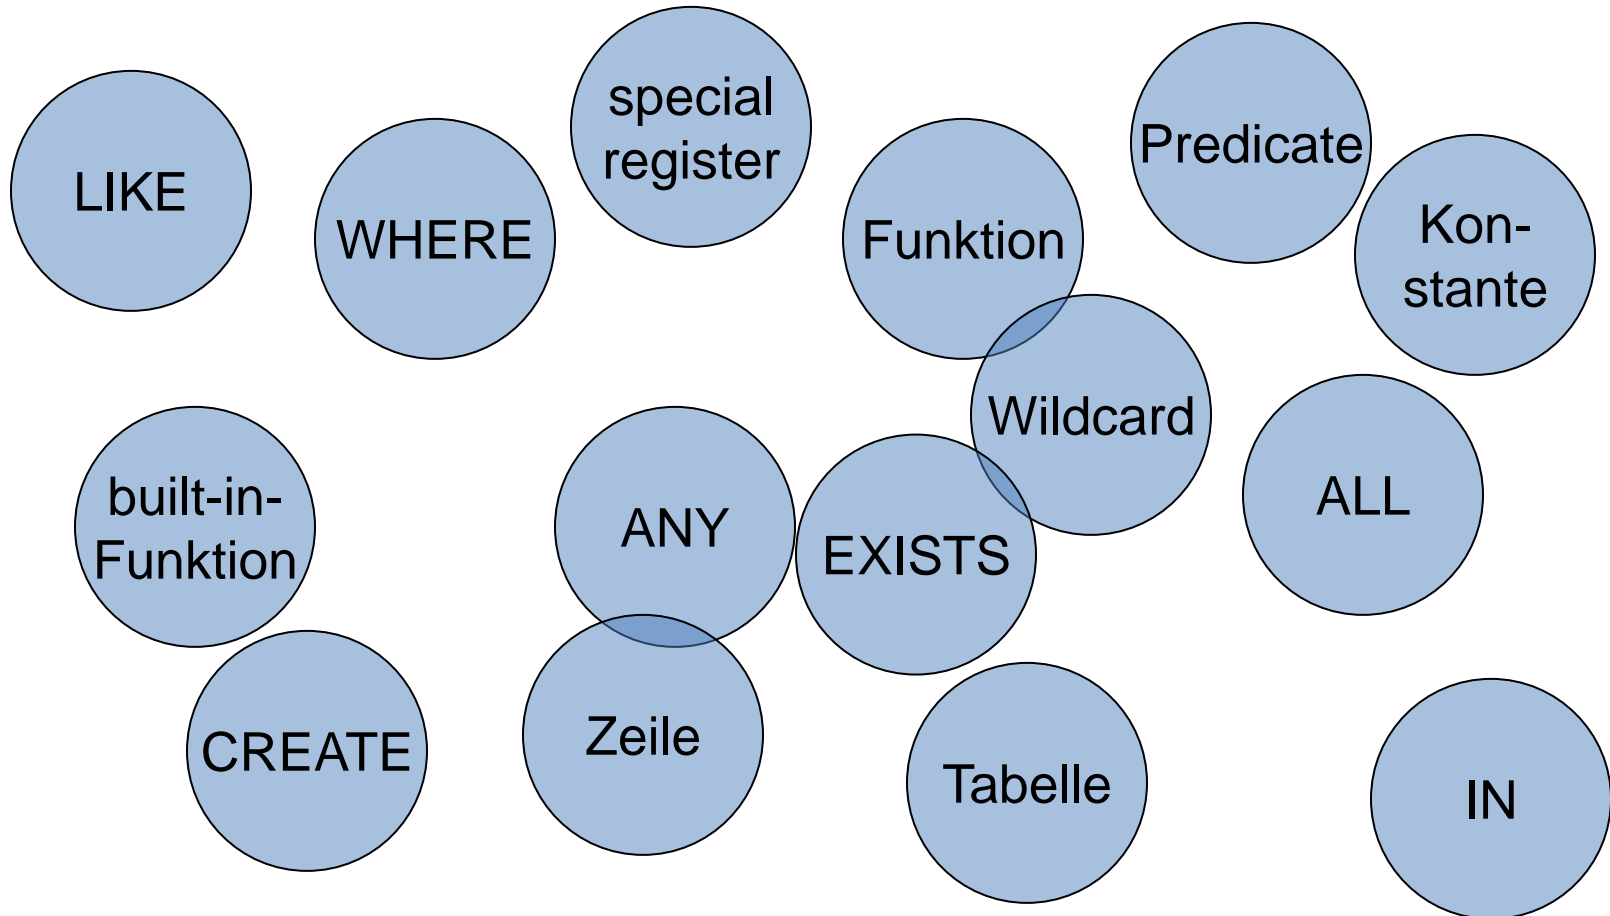 special
register
Predicate
LIKE
WHERE
Funktion
Kon-
stante
Wildcard
built-in-
Funktion
ANY
EXISTS
ALL
CREATE
Zeile
Tabelle
IN